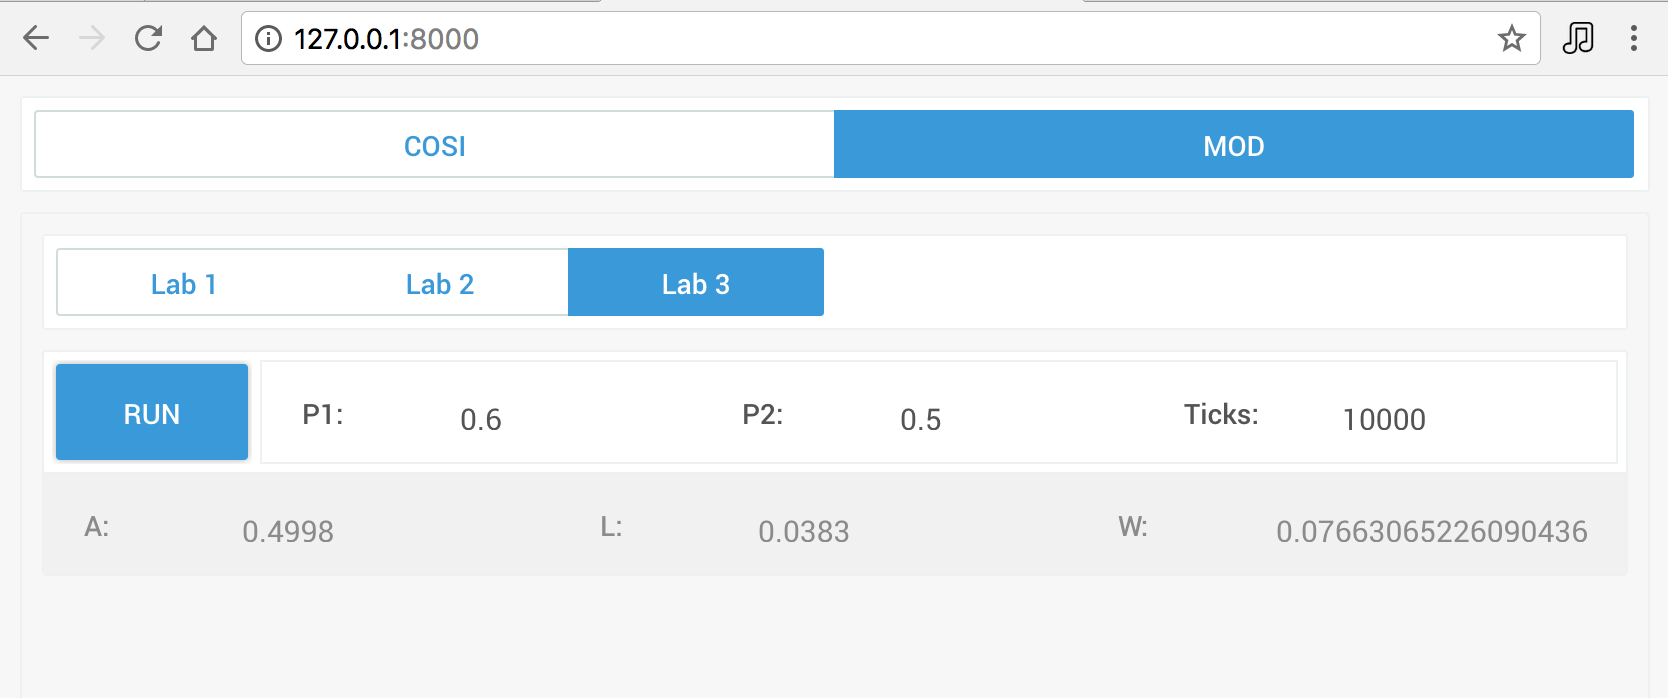 127.0.0.1:8000
COSI MOD
Lab 1 Lab 2 Lab 3
RUN P1: 0.6 P2: 0.5 Ticks: 10000
A: 0.4998 L: 0.0383 W: 0.07663065226090436